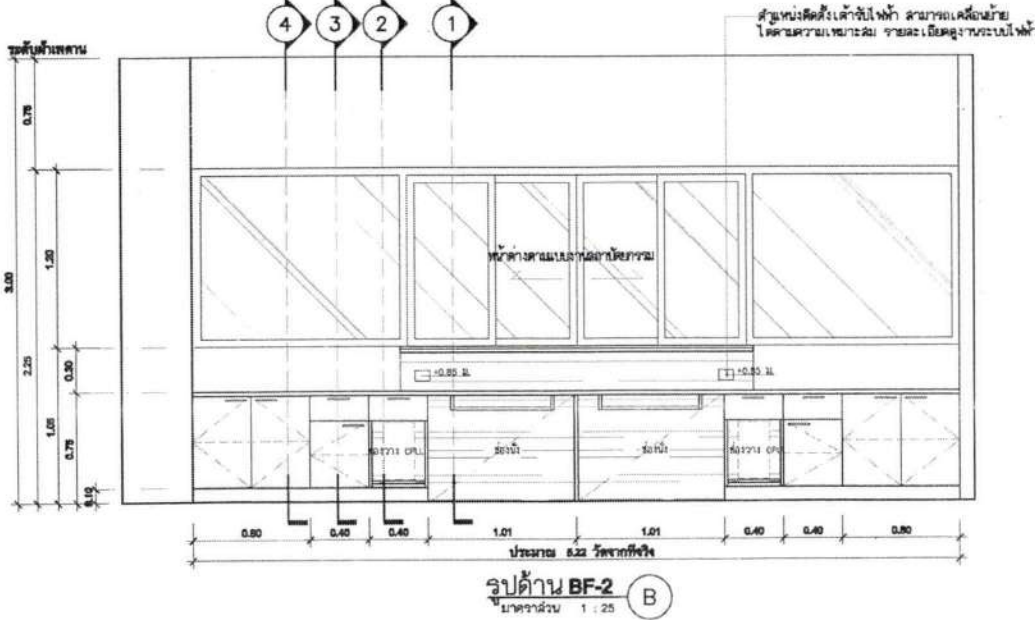 4 3 2 1
ตำแหน่งติดตั้งเต้ารับไฟฟ้า สามารถเคลื่อนย้าย
ได้ตามความเหมาะสม รายละเอียดดูงานระบบไฟฟ้า
ระดับฝ้าเพดาน
0.75
1.20
3.00
2.25
0.30
1.05
0.75
0.10
หน้าต่างตามแบบงานสถาปัตยกรรม
+0.85 ม. +0.85 ม.
ช่องวาง CPU ช่องนั่ง ช่องนั่ง ช่องวาง CPU
0.80 0.40 0.40 1.01 1.01 0.40 0.40 0.80
ประมาณ 5.22 วัดจากที่จริง
รูปด้าน BF-2 B
มาตราส่วน 1 : 25